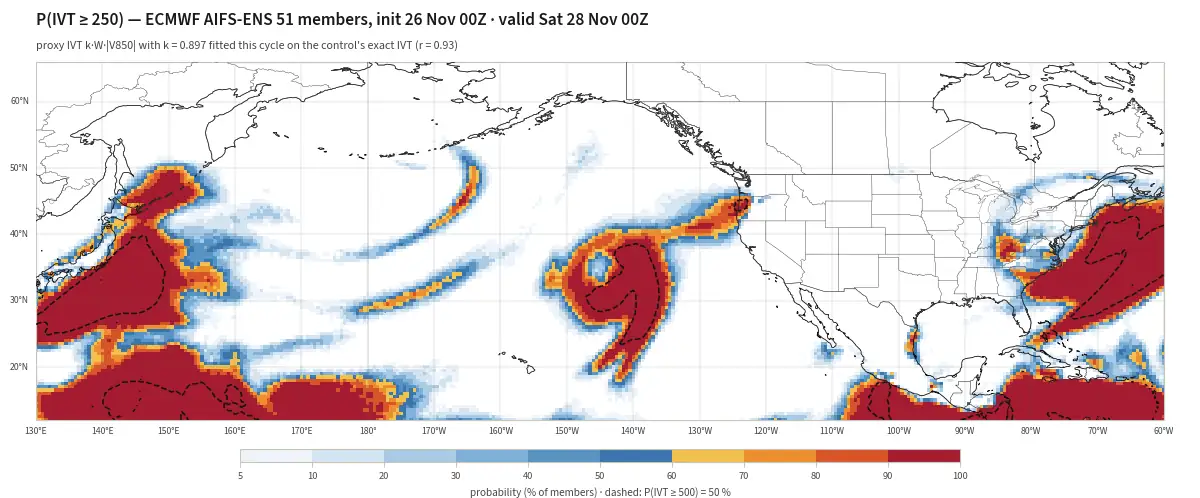 P(IVT ≥ 250) — ECMWF AIFS-ENS 51 members, init 26 Nov 00Z · valid Sat 28 Nov 00Z
proxy IVT k·W·|V850| with k = 0.897 fitted this cycle on the control's exact IVT (r = 0.93)
60°N
50°N
40°N
30°N
20°N
130°E 140°E 150°E 160°E 170°E 180° 170°W 160°W 150°W 140°W 130°W 120°W 110°W 100°W 90°W 80°W 70°W 60°W
5 10 20 30 40 50 60 70 80 90 100
probability (% of members) · dashed: P(IVT ≥ 500) = 50 %